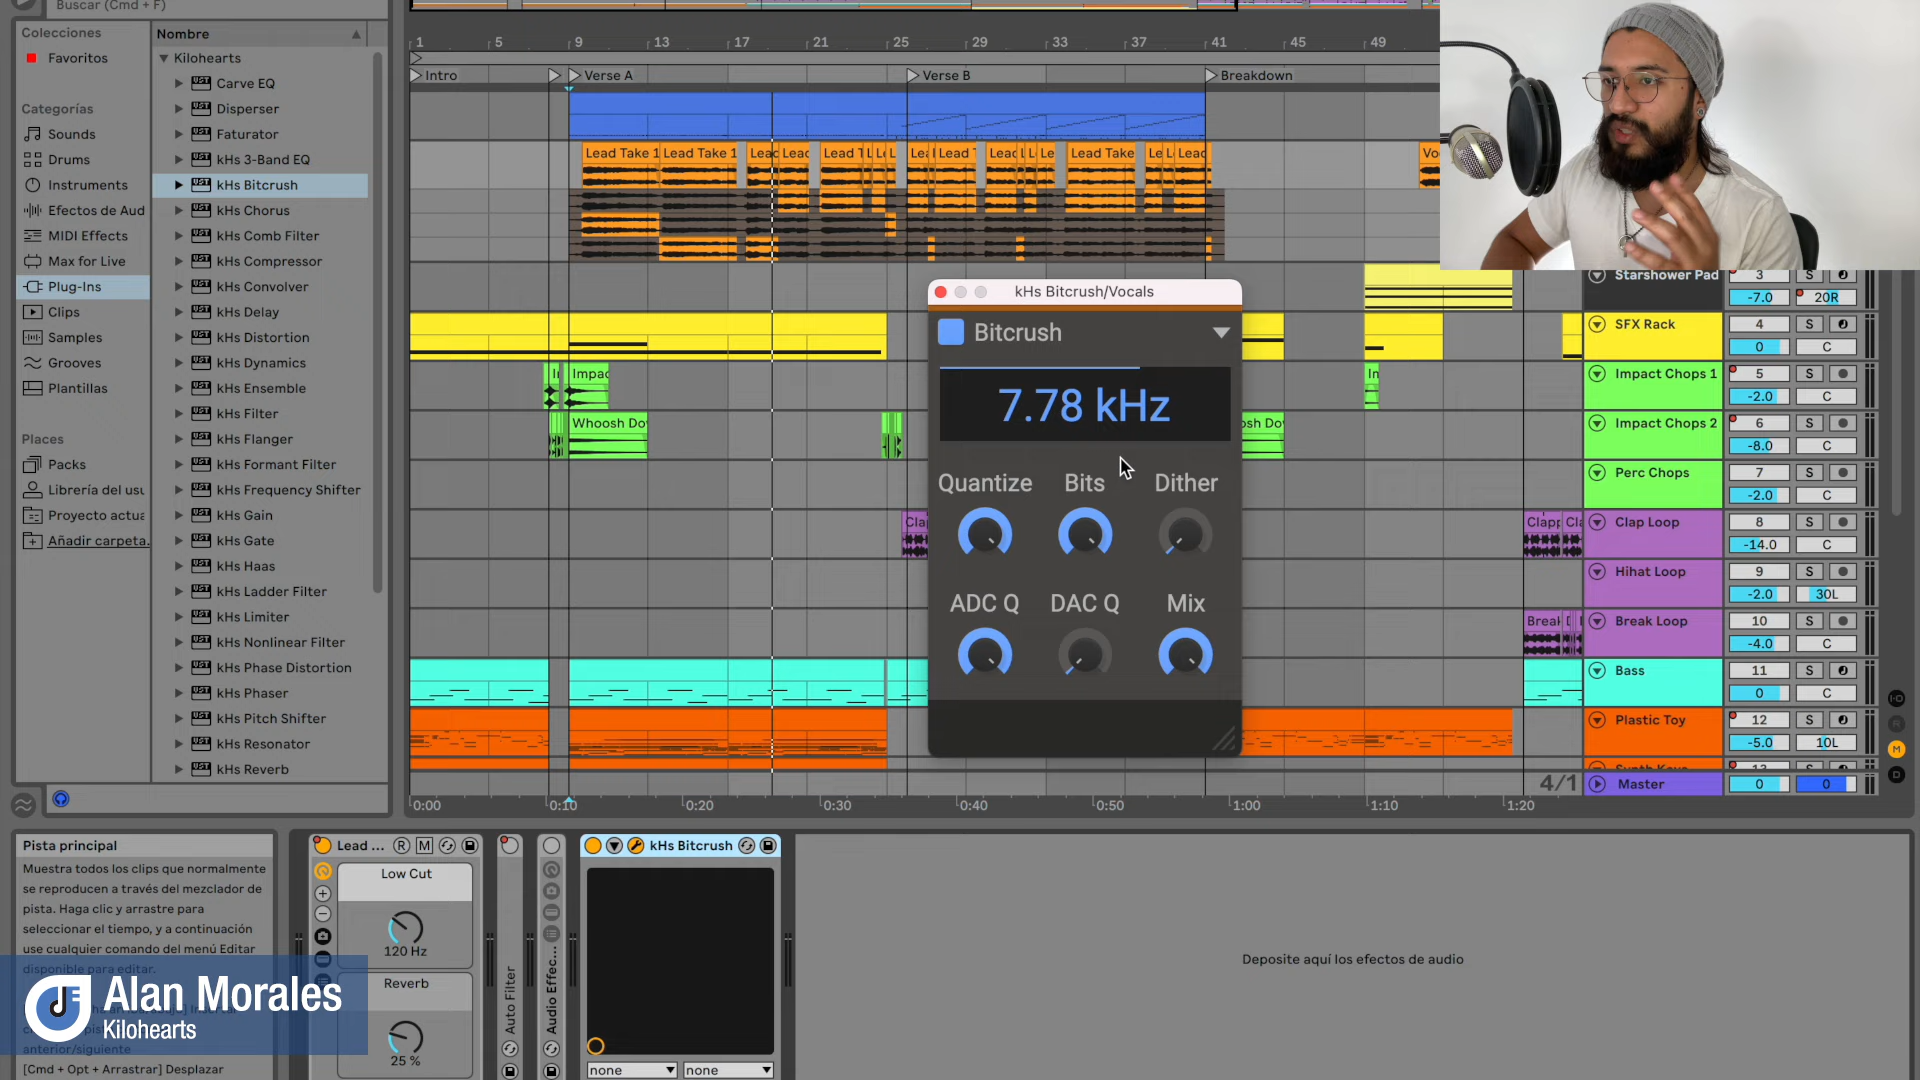 Buscar (Cmd + F)
Colecciones
Favoritos
Categorías
Sounds
Drums
Instruments
Efectos de Aud
MIDI Effects
Max for Live
Plug-Ins
Clips
Samples
Grooves
Plantillas
Places
Packs
Librería del usu
Proyecto actua
Añadir carpeta.
Nombre
Kilohearts
Carve EQ
Disperser
Faturator
kHs 3-Band EQ
kHs Bitcrush
kHs Chorus
kHs Comb Filter
kHs Compressor
kHs Convolver
kHs Delay
kHs Distortion
kHs Dynamics
kHs Ensemble
kHs Filter
kHs Flanger
kHs Formant Filter
kHs Frequency Shifter
kHs Gain
kHs Gate
kHs Haas
kHs Ladder Filter
kHs Limiter
kHs Nonlinear Filter
kHs Phase Distortion
kHs Phaser
kHs Pitch Shifter
kHs Resonator
kHs Reverb
1 5 9 13 17 21 25 29 33 37 41 45 49
Intro Verse A Verse B Breakdown
Lead Take 1 Lead Take 1 Lead T Lead T Lead Take Lead
Impac
Whoosh Do
kHs Bitcrush/Vocals
Bitcrush
7.78 kHz
Quantize Bits Dither
ADC Q DAC Q Mix
Starshower Pad 3 S
-7.0 20R
SFX Rack 4 S
0 C
Impact Chops 1 5 S
-2.0 C
Impact Chops 2 6 S
-8.0 C
Perc Chops 7 S
-2.0 C
Clap Loop 8 S
-14.0 C
Hihat Loop 9 S
-2.0 30L
Break Loop 10 S
-4.0 C
Bass 11 S
0 C
Plastic Toy 12 S
-5.0 10L
4/1 Master 0 0
0:00 0:10 0:20 0:30 0:40 0:50 1:00 1:10 1:20
Pista principal
Muestra todos los clips que normalmente
se reproducen a través del mezclador de
pista. Haga clic y arrastre para
seleccionar el tiempo, y a continuación
use cualquier comando del menú Editar
disponible para editar.
anterior/siguiente
[Cmd + Opt + Arrastrar] Desplazar
Alan Morales
Kilohearts
Lead ... R M
Low Cut
120 Hz
Reverb
25 %
Auto Filter
Audio Effec...
kHs Bitcrush
none none
Deposite aquí los efectos de audio